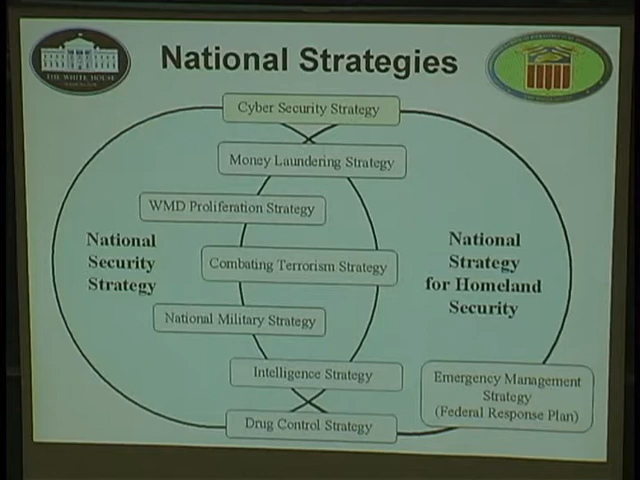 THE WHITE HOUSE
National Strategies
Cyber Security Strategy
Money Laundering Strategy
WMD Proliferation Strategy
National
Security
Strategy
Combating Terrorism Strategy
National
Strategy
for Homeland
Security
National Military Strategy
Intelligence Strategy
Emergency Management
Strategy
(Federal Response Plan)
Drug Control Strategy